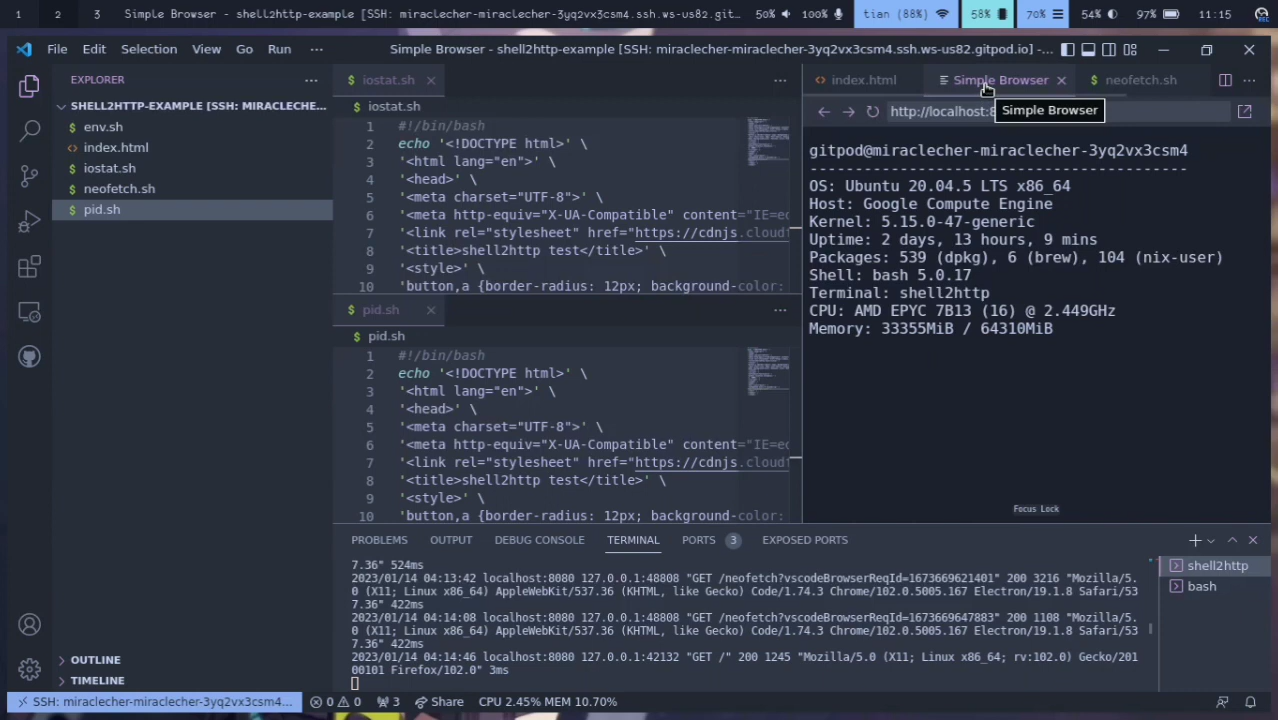 1 2 3 Simple Browser - shell2http-example [SSH: miraclecher-miraclecher-3yq2vx3csm4.ssh.ws-us82.git... 50% 100% tian (88%) 58% 70% 54% 97% 11:15
File Edit Selection View Go Run ··· Simple Browser - shell2http-example [SSH: miraclecher-miraclecher-3yq2vx3csm4.ssh.ws-us82.gitpod.io] -...
EXPLORER
SHELL2HTTP-EXAMPLE [SSH: MIRACLECHE...
env.sh
index.html
iostat.sh
neofetch.sh
pid.sh
OUTLINE
TIMELINE
$ iostat.sh
$ iostat.sh
1 #!/bin/bash
2 echo '<!DOCTYPE html>' \
3 '<html lang="en">' \
4 '<head>' \
5 '<meta charset="UTF-8">' \
6 '<meta http-equiv="X-UA-Compatible" content="IE=ed
7 '<link rel="stylesheet" href="https://cdnjs.cloudf
8 '<title>shell2http test</title>' \
9 '<style>' \
10 'button,a {border-radius: 12px; background-color:
$ pid.sh
$ pid.sh
1 #!/bin/bash
2 echo '<!DOCTYPE html>' \
3 '<html lang="en">' \
4 '<head>' \
5 '<meta charset="UTF-8">' \
6 '<meta http-equiv="X-UA-Compatible" content="IE=ed
7 '<link rel="stylesheet" href="https://cdnjs.cloudf
8 '<title>shell2http test</title>' \
9 '<style>' \
10 'button,a {border-radius: 12px; background-color:
index.html Simple Browser $ neofetch.sh
http://localhost:8
Simple Browser
gitpod@miraclecher-miraclecher-3yq2vx3csm4
------------------------------------------
OS: Ubuntu 20.04.5 LTS x86_64
Host: Google Compute Engine
Kernel: 5.15.0-47-generic
Uptime: 2 days, 13 hours, 9 mins
Packages: 539 (dpkg), 6 (brew), 104 (nix-user)
Shell: bash 5.0.17
Terminal: shell2http
CPU: AMD EPYC 7B13 (16) @ 2.449GHz
Memory: 33355MiB / 64310MiB
Focus Lock
PROBLEMS OUTPUT DEBUG CONSOLE TERMINAL PORTS 3 EXPOSED PORTS
7.36" 524ms
2023/01/14 04:13:42 localhost:8080 127.0.0.1:48808 "GET /neofetch?vscodeBrowserReqId=1673669621401" 200 3216 "Mozilla/5.
0 (X11; Linux x86_64) AppleWebKit/537.36 (KHTML, like Gecko) Code/1.74.3 Chrome/102.0.5005.167 Electron/19.1.8 Safari/53
7.36" 422ms
2023/01/14 04:14:08 localhost:8080 127.0.0.1:48808 "GET /neofetch?vscodeBrowserReqId=1673669647883" 200 1108 "Mozilla/5.
0 (X11; Linux x86_64) AppleWebKit/537.36 (KHTML, like Gecko) Code/1.74.3 Chrome/102.0.5005.167 Electron/19.1.8 Safari/53
7.36" 422ms
2023/01/14 04:14:46 localhost:8080 127.0.0.1:42132 "GET /" 200 1245 "Mozilla/5.0 (X11; Linux x86_64; rv:102.0) Gecko/201
00101 Firefox/102.0" 3ms
shell2http
bash
SSH: miraclecher-miraclecher-3yq2vx3csm4... 0 0 3 Share CPU 2.45% MEM 10.70%